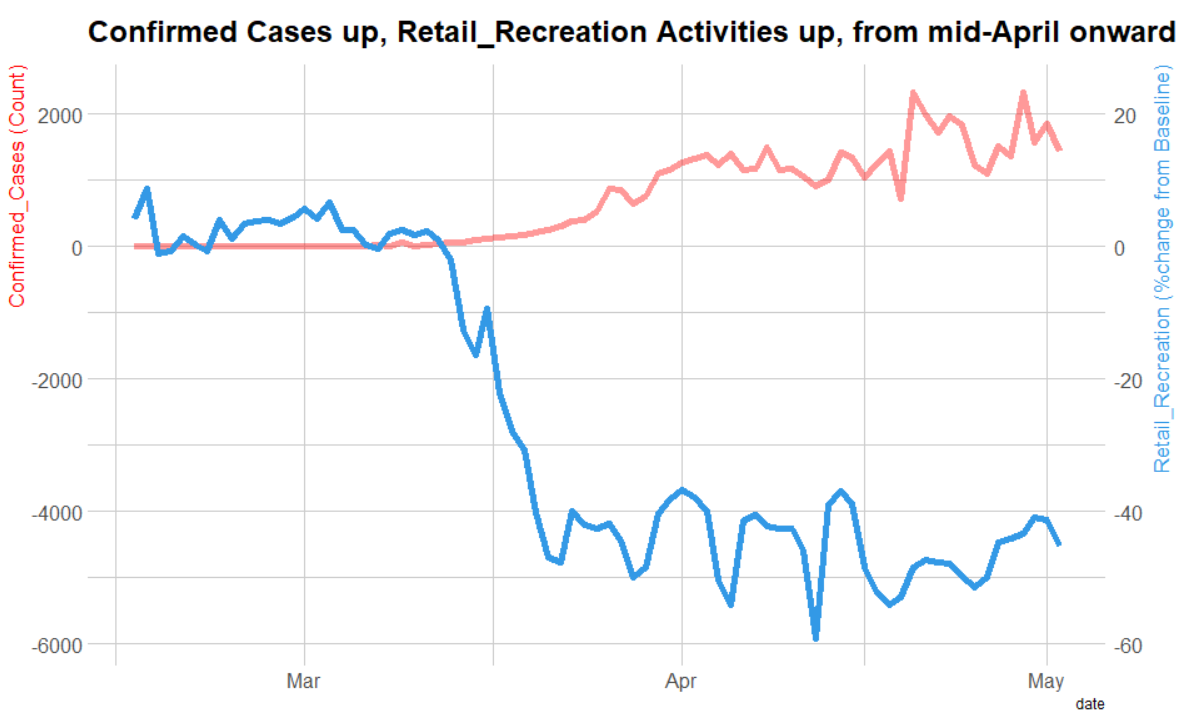 Confirmed Cases up, Retail_Recreation Activities up, from mid-April onward
Confirmed_Cases (Count)
2000
0
-2000
-4000
-6000
20
0
-20
-40
-60
Retail_Recreation (%change from Baseline)
Mar
Apr
May
date